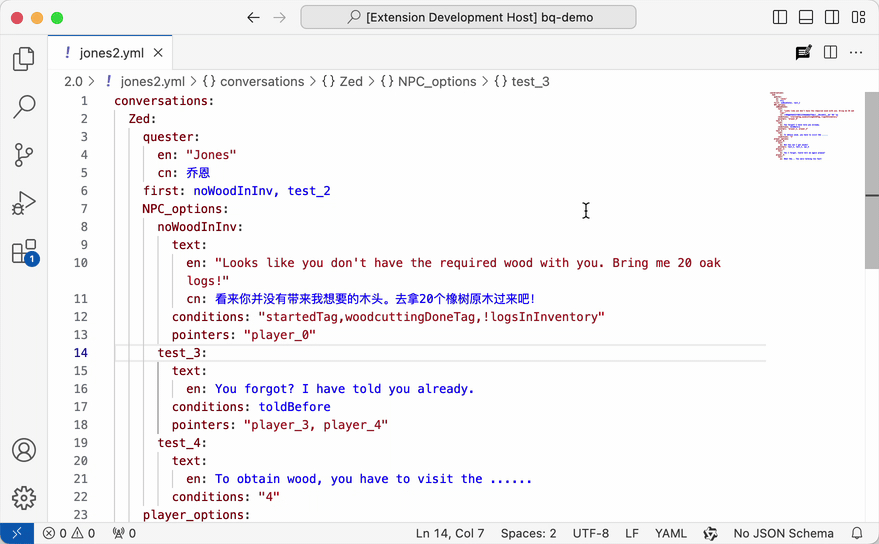 [Extension Development Host] bq-demo
! jones2.yml ×
2.0 > ! jones2.yml > {} conversations > {} Zed > {} NPC_options > {} test_3
1 conversations:
2 Zed:
3 quester:
4 en: "Jones"
5 cn: 乔恩
6 first: noWoodInInv, test_2
7 NPC_options:
8 noWoodInInv:
9 text:
10 en: "Looks like you don't have the required wood with you. Bring me 20 oak
logs!"
11 cn: 看来你并没有带来我想要的木头。去拿20个橡树原木过来吧!
12 conditions: "startedTag,woodcuttingDoneTag,!logsInInventory"
13 pointers: "player_0"
14 test_3:
15 text:
16 en: You forgot? I have told you already.
17 conditions: toldBefore
18 pointers: "player_3, player_4"
19 test_4:
20 text:
21 en: To obtain wood, you have to visit the ......
22 conditions: "4"
23 player_options:
1
0 0 0 Ln 14, Col 7 Spaces: 2 UTF-8 LF YAML No JSON Schema